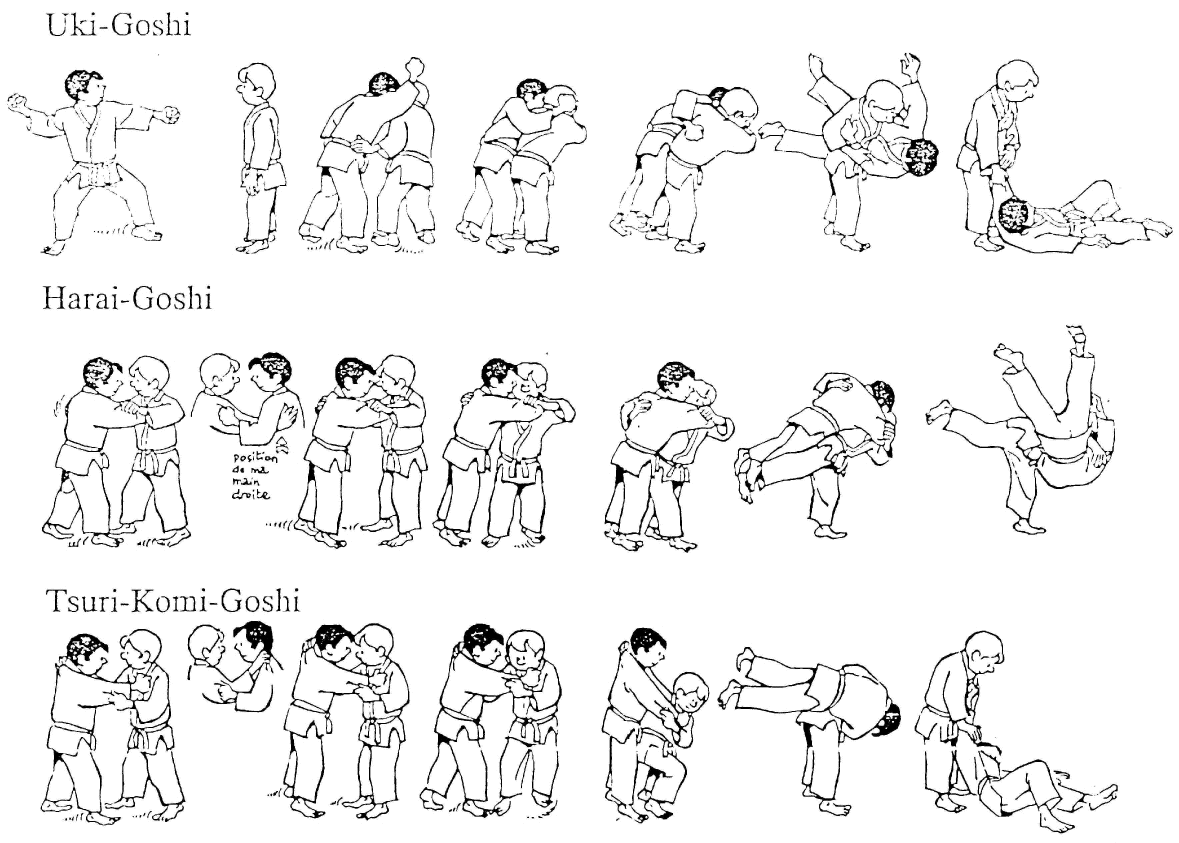 Uki-Goshi
Harai-Goshi
position
de ma
main
droite
Tsuri-Komi-Goshi